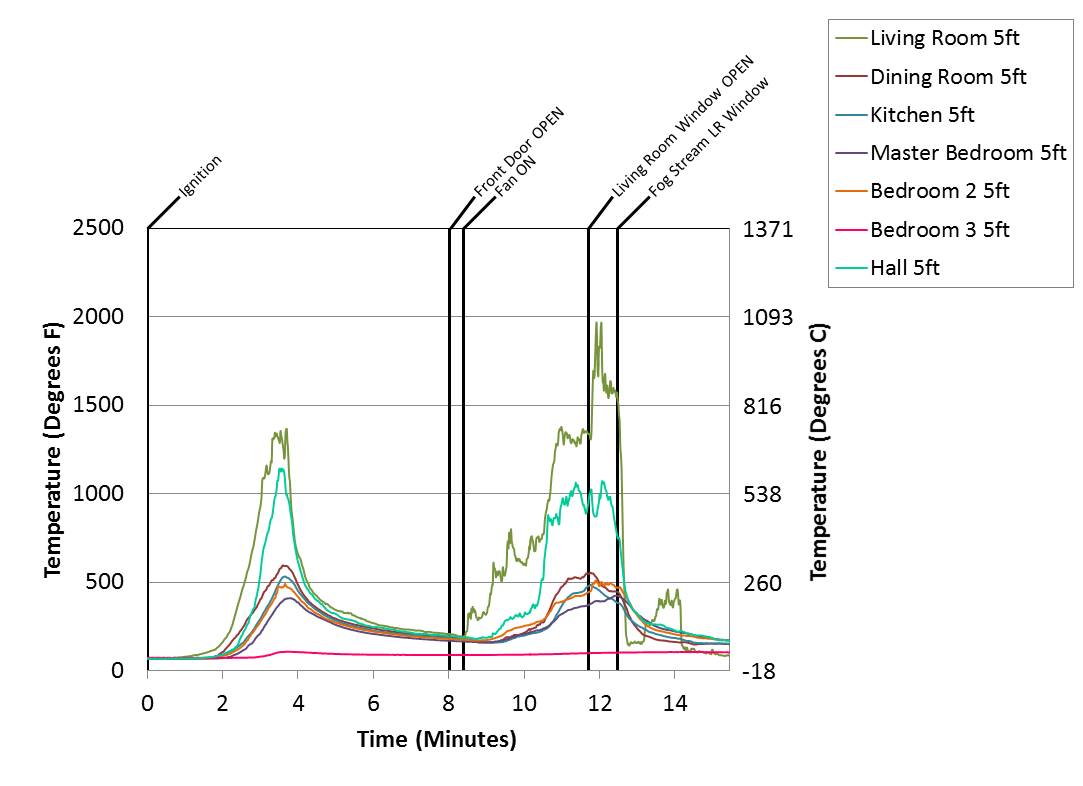 Living Room 5ft
Dining Room 5ft
Kitchen 5ft
Master Bedroom 5ft
Bedroom 2 5ft
Bedroom 3 5ft
Hall 5ft
Ignition
Front Door OPEN
Fan ON
Living Room Window OPEN
Fog Stream LR Window
2500
2000
1500
1000
500
0
Temperature (Degrees F)
1371
1093
816
538
260
-18
Temperature (Degrees C)
0 2 4 6 8 10 12 14
Time (Minutes)